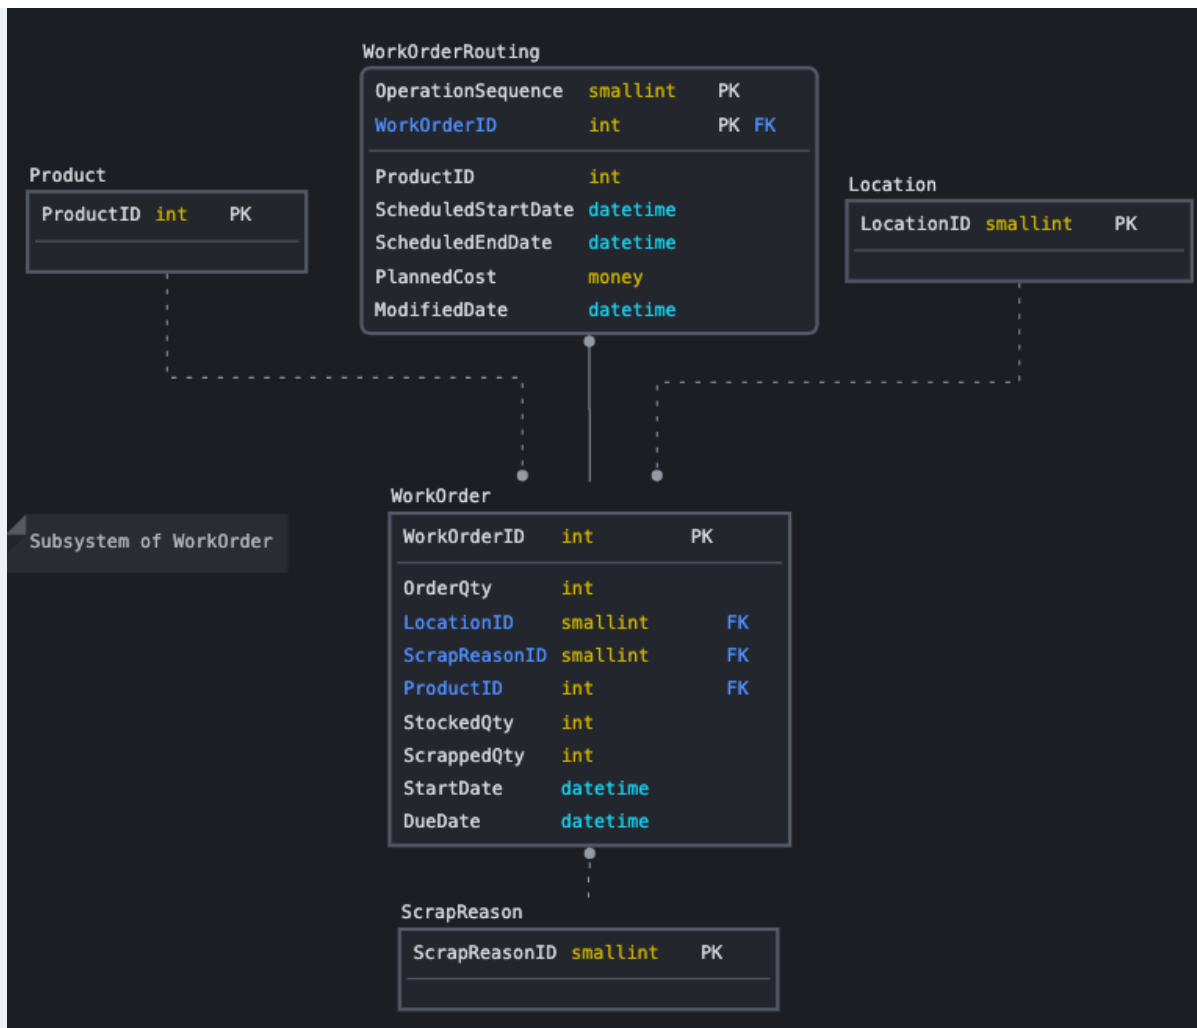 WorkOrderRouting
OperationSequence smallint PK
WorkOrderID int PK FK
ProductID int
ScheduledStartDate datetime
ScheduledEndDate datetime
PlannedCost money
ModifiedDate datetime
Product
ProductID int PK
Location
LocationID smallint PK
WorkOrder
WorkOrderID int PK
OrderQty int
LocationID smallint FK
ScrapReasonID smallint FK
ProductID int FK
StockedQty int
ScrappedQty int
StartDate datetime
DueDate datetime
Subsystem of WorkOrder
ScrapReason
ScrapReasonID smallint PK